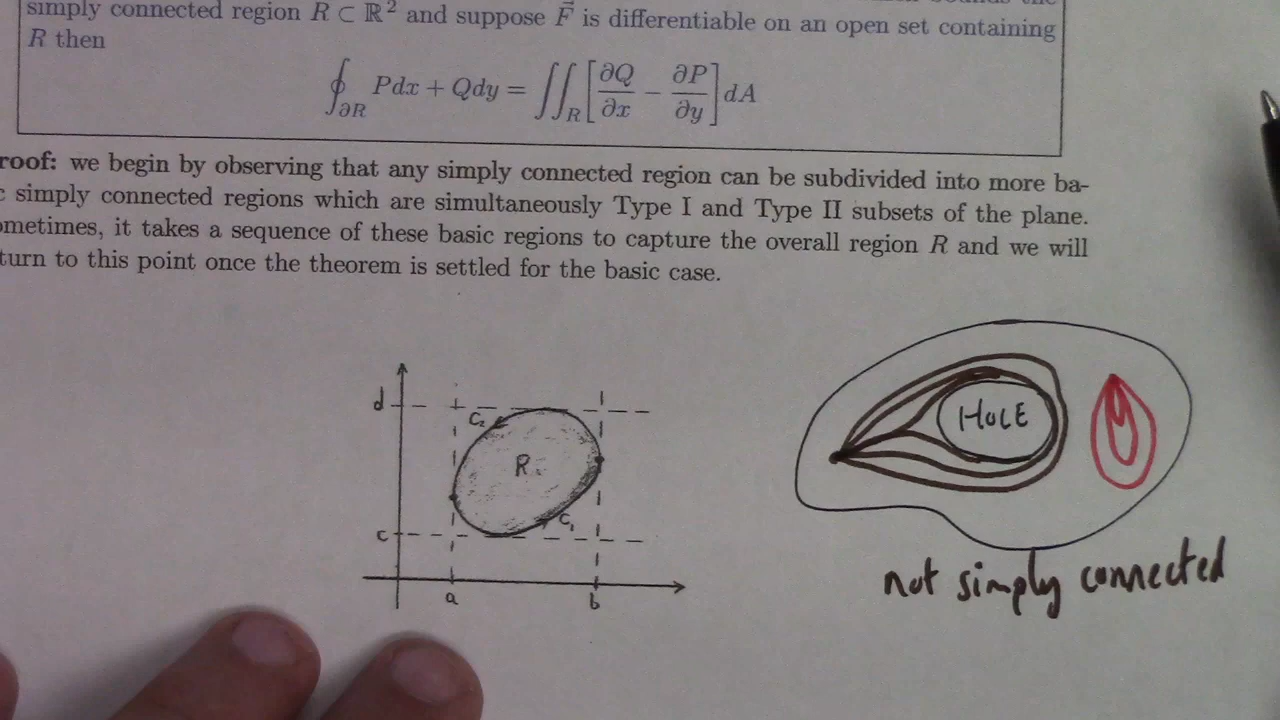 simply connected region R ⊂ ℝ² and suppose F⃗ is differentiable on an open set containing
R then
∮_{∂R} Pdx + Qdy = ∬_R [∂Q/∂x − ∂P/∂y] dA
roof: we begin by observing that any simply connected region can be subdivided into more ba-
c simply connected regions which are simultaneously Type I and Type II subsets of the plane.
ometimes, it takes a sequence of these basic regions to capture the overall region R and we will
turn to this point once the theorem is settled for the basic case.
d
C₂
R
HOLE
C₁
c
a b
not simply connected